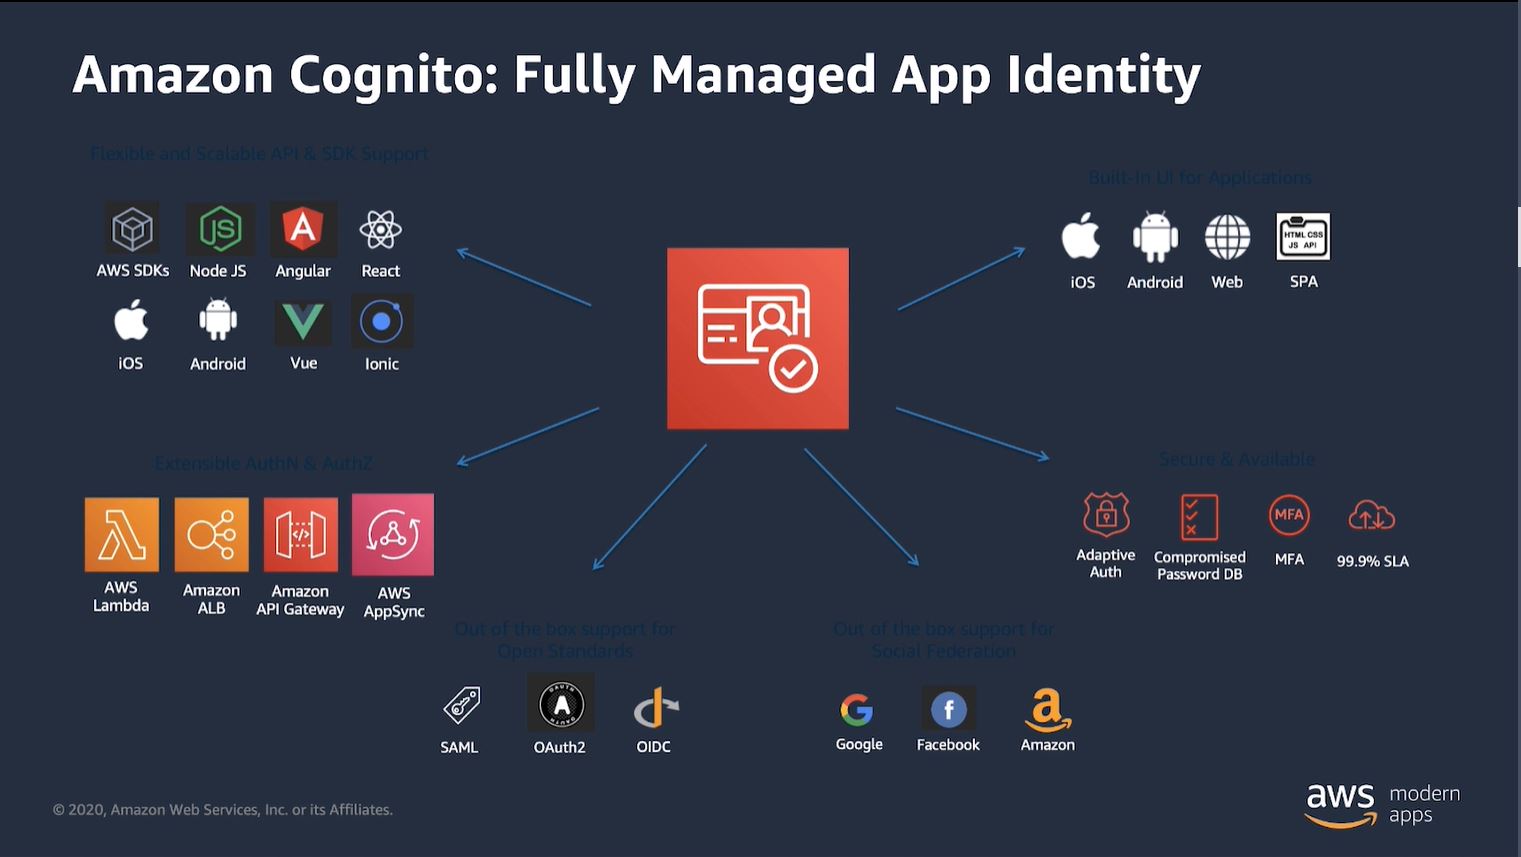 Amazon Cognito: Fully Managed App Identity
Flexible and Scalable API & SDK Support
AWS SDKs
JS
Node JS
A
Angular
React
iOS
Android
Vue
Ionic
Built-In UI for Applications
iOS
Android
Web
HTML CSS
JS API
SPA
Extensible AuthN & AuthZ
AWS
Lambda
Amazon
ALB
</>
Amazon
API Gateway
AWS
AppSync
Secure & Available
Adaptive
Auth
Compromised
Password DB
MFA
MFA
99.9% SLA
Out of the box support for
Open Standards
SAML
OAUTH
A
OAUTH
OAuth2
OIDC
Out of the box support for
Social Federation
G
Google
f
Facebook
a
Amazon
© 2020, Amazon Web Services, Inc. or its Affiliates.
aws
modern
apps